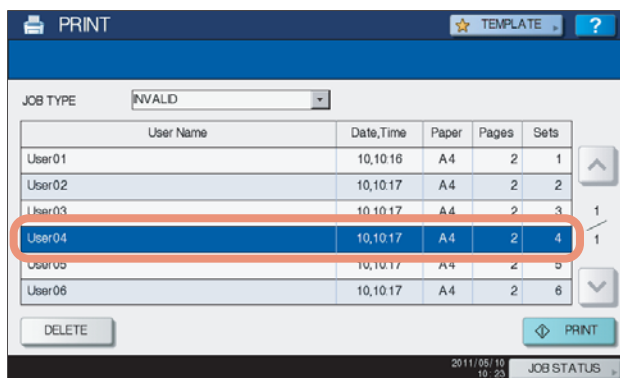 PRINT TEMPLATE ?
JOB TYPE INVALID
User Name Date,Time Paper Pages Sets
User01 10,10:16 A4 2 1
User02 10,10:17 A4 2 2
User03 10,10:17 A4 2 3 1
User04 10,10:17 A4 2 4 1
User05 10,10:17 A4 2 5
User06 10,10:17 A4 2 6
DELETE PRINT
2011/05/10
10:23 JOB STATUS